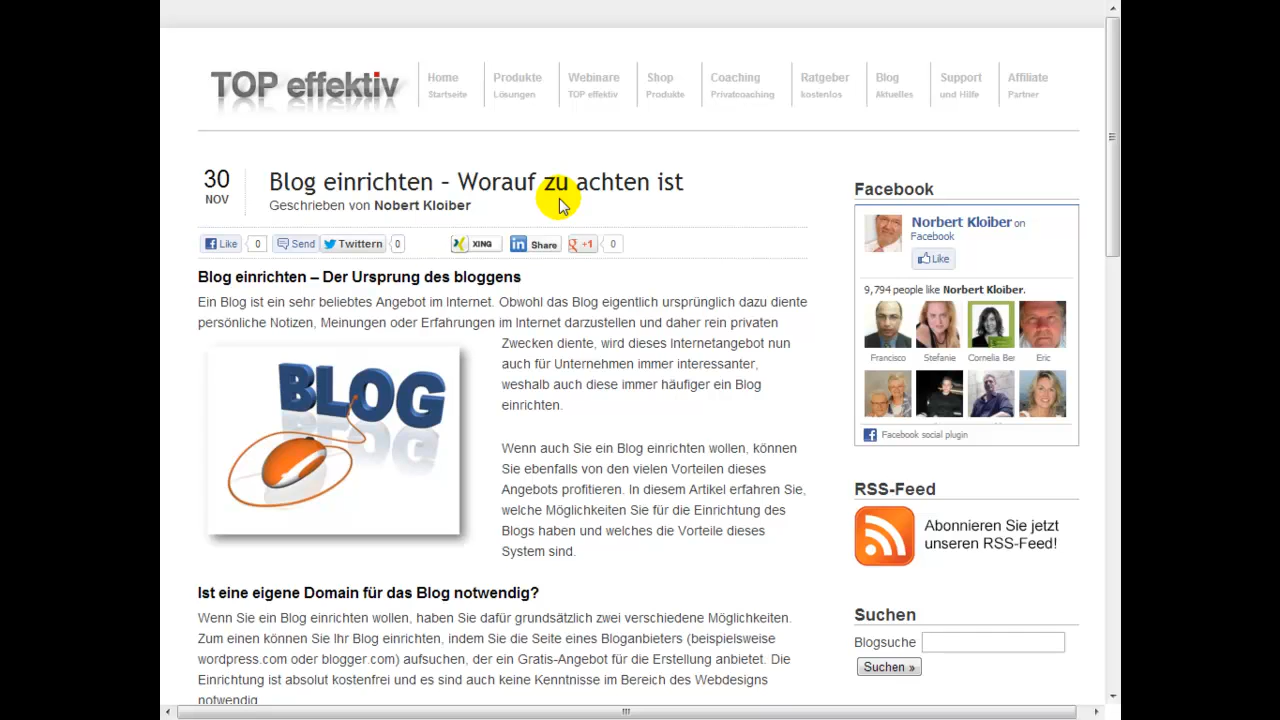 TOP effektiv
Home
Startseite
Produkte
Lösungen
Webinare
TOP effektiv
Shop
Produkte
Coaching
Privatcoaching
Ratgeber
kostenlos
Blog
Aktuelles
Support
und Hilfe
Affiliate
Partner
30
NOV
Blog einrichten – Worauf zu achten ist
Geschrieben von Nobert Kloiber
Like 0 Send Twittern 0 XING Share +1 0
Blog einrichten – Der Ursprung des bloggens
Ein Blog ist ein sehr beliebtes Angebot im Internet. Obwohl das Blog eigentlich ursprünglich dazu diente
persönliche Notizen, Meinungen oder Erfahrungen im Internet darzustellen und daher rein privaten
Zwecken diente, wird dieses Internetangebot nun
auch für Unternehmen immer interessanter,
weshalb auch diese immer häufiger ein Blog
einrichten.
BLOG
Wenn auch Sie ein Blog einrichten wollen, können
Sie ebenfalls von den vielen Vorteilen dieses
Angebots profitieren. In diesem Artikel erfahren Sie,
welche Möglichkeiten Sie für die Einrichtung des
Blogs haben und welches die Vorteile dieses
System sind.
Ist eine eigene Domain für das Blog notwendig?
Wenn Sie ein Blog einrichten wollen, haben Sie dafür grundsätzlich zwei verschiedene Möglichkeiten.
Zum einen können Sie Ihr Blog einrichten, indem Sie die Seite eines Bloganbieters (beispielsweise
wordpress.com oder blogger.com) aufsuchen, der ein Gratis-Angebot für die Erstellung anbietet. Die
Einrichtung ist absolut kostenfrei und es sind auch keine Kenntnisse im Bereich des Webdesigns
notwendig
Facebook
Norbert Kloiber on
Facebook
Like
9,794 people like Norbert Kloiber.
Francisco Stefanie Cornelia Ber Eric
Facebook social plugin
RSS-Feed
Abonnieren Sie jetzt
unseren RSS-Feed!
Suchen
Blogsuche
Suchen »